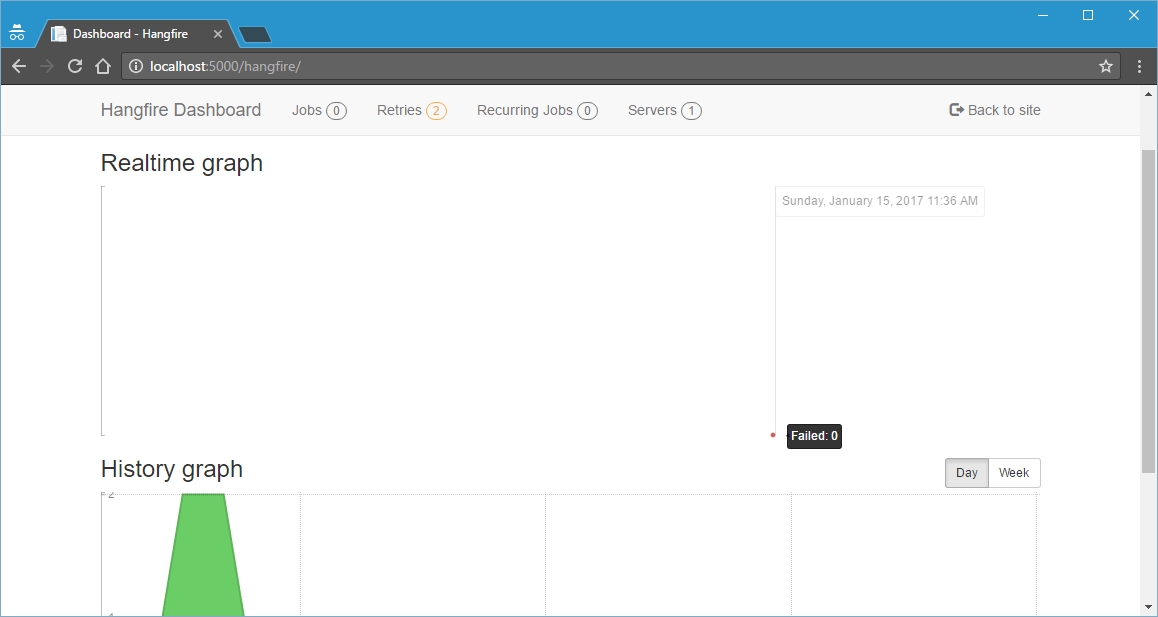 Dashboard - Hangfire
localhost:5000/hangfire/
Hangfire Dashboard Jobs 0 Retries 2 Recurring Jobs 0 Servers 1 Back to site
Realtime graph
Sunday, January 15, 2017 11:36 AM
Failed: 0
History graph
Day Week
2